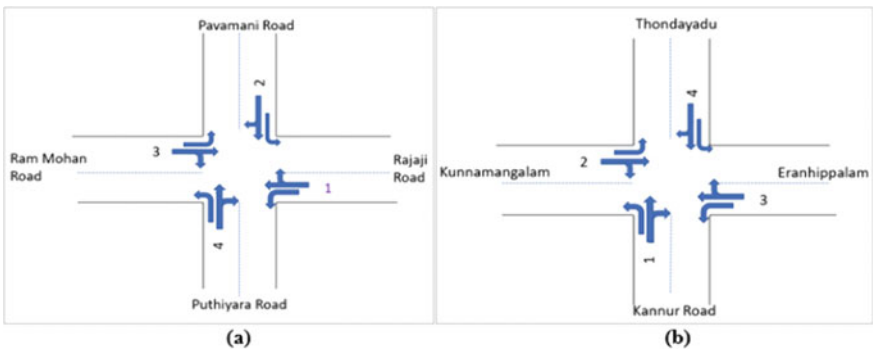 Pavamani Road
2
3
Ram Mohan
Road
Rajaji
Road
1
4
Puthiyara Road
(a)
Thondayadu
4
2
Kunnamangalam
Eranhippalam
3
1
Kannur Road
(b)